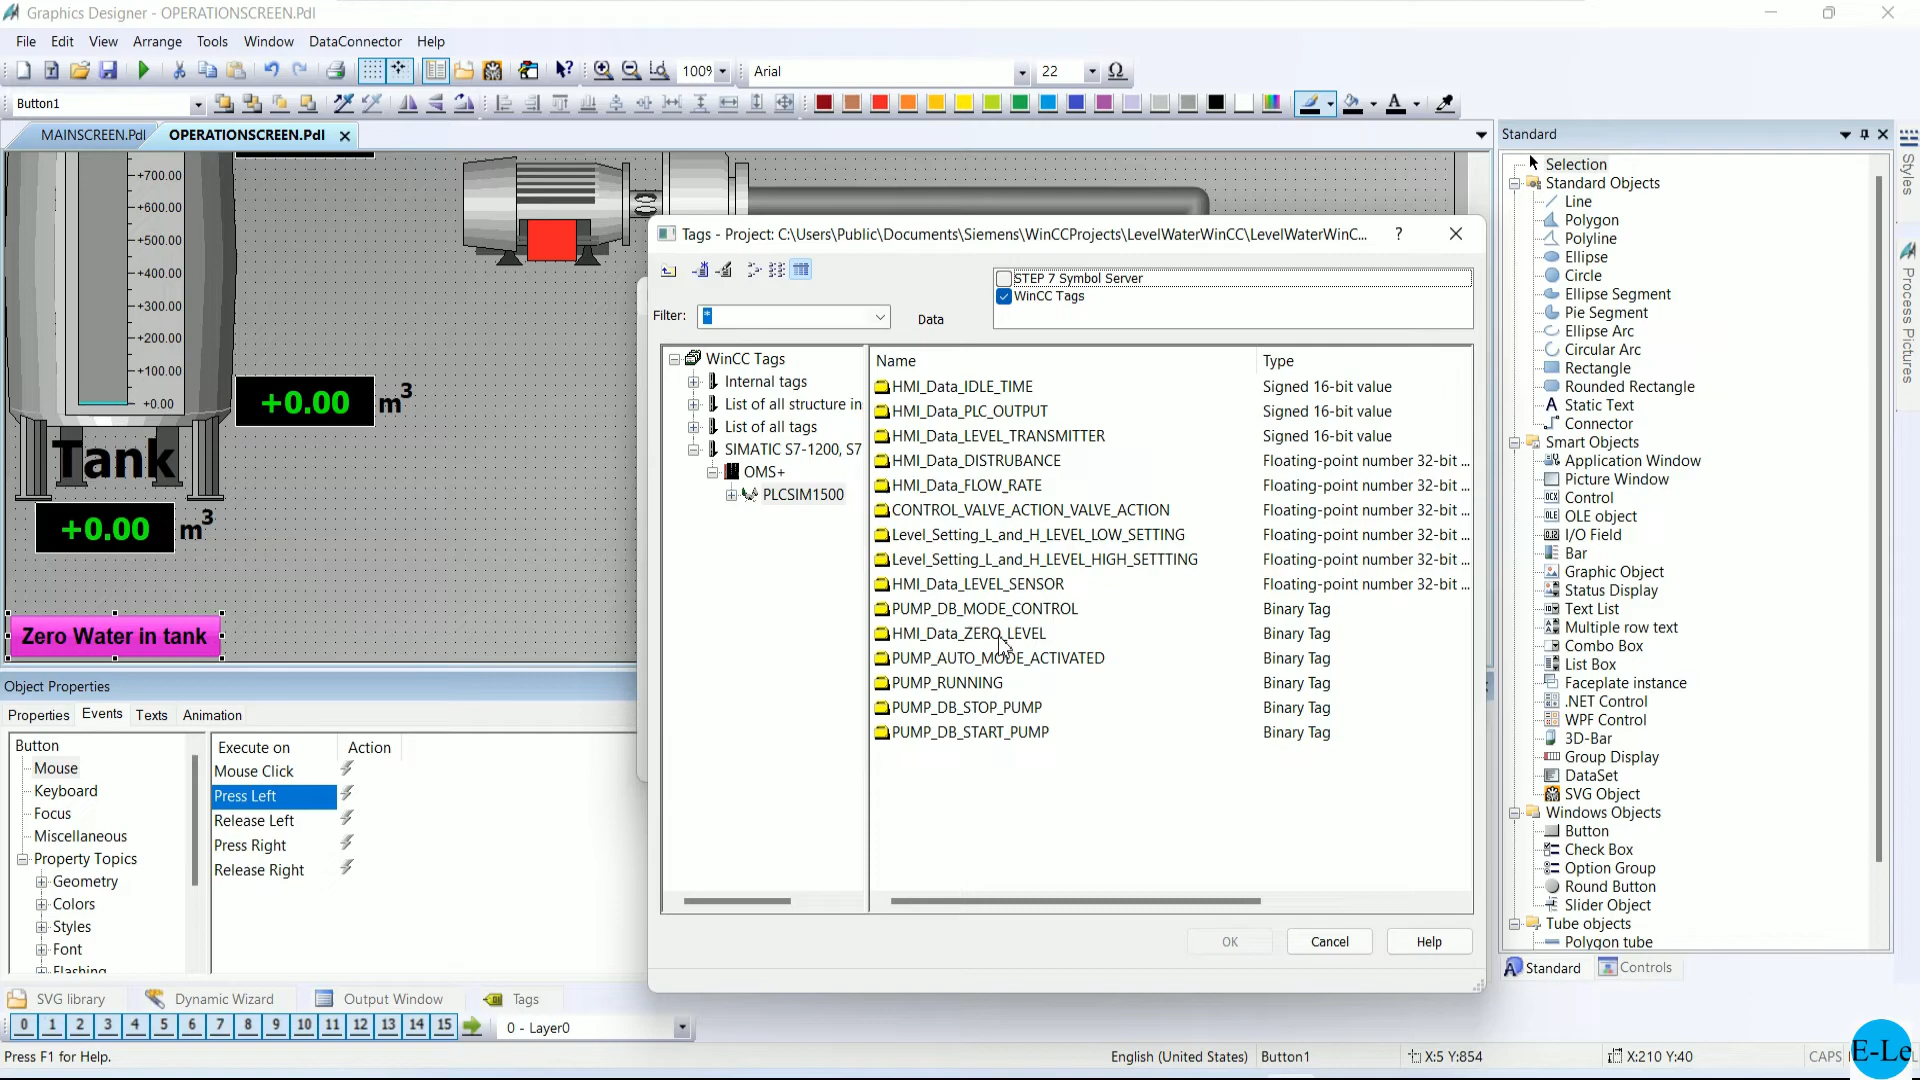 Graphics Designer - OPERATIONSCREEN.Pdl
File Edit View Arrange Tools Window DataConnector Help
100% Arial 22 Ω
Button1
MAINSCREEN.Pdl OPERATIONSCREEN.Pdl
+700.00
+600.00
+500.00
+400.00
+300.00
+200.00
+100.00
+0.00
+0.00 m³
Tank
+0.00 m³
Zero Water in tank
Tags - Project: C:\Users\Public\Documents\Siemens\WinCCProjects\LevelWaterWinCC\LevelWaterWinC... ?
STEP 7 Symbol Server
WinCC Tags
Filter: * Data
WinCC Tags
Internal tags
List of all structure in
List of all tags
SIMATIC S7-1200, S7
OMS+
PLCSIM1500
Name Type
HMI_Data_IDLE_TIME Signed 16-bit value
HMI_Data_PLC_OUTPUT Signed 16-bit value
HMI_Data_LEVEL_TRANSMITTER Signed 16-bit value
HMI_Data_DISTRUBANCE Floating-point number 32-bit ...
HMI_Data_FLOW_RATE Floating-point number 32-bit ...
CONTROL_VALVE_ACTION_VALVE_ACTION Floating-point number 32-bit ...
Level_Setting_L_and_H_LEVEL_LOW_SETTING Floating-point number 32-bit ...
Level_Setting_L_and_H_LEVEL_HIGH_SETTTING Floating-point number 32-bit ...
HMI_Data_LEVEL_SENSOR Floating-point number 32-bit ...
PUMP_DB_MODE_CONTROL Binary Tag
HMI_Data_ZERO_LEVEL Binary Tag
PUMP_AUTO_MODE_ACTIVATED Binary Tag
PUMP_RUNNING Binary Tag
PUMP_DB_STOP_PUMP Binary Tag
PUMP_DB_START_PUMP Binary Tag
OK Cancel Help
Object Properties
Properties Events Texts Animation
Button
Mouse
Keyboard
Focus
Miscellaneous
Property Topics
Geometry
Colors
Styles
Font
Flashing
Execute on Action
Mouse Click
Press Left
Release Left
Press Right
Release Right
Standard
Selection
Standard Objects
Line
Polygon
Polyline
Ellipse
Circle
Ellipse Segment
Pie Segment
Ellipse Arc
Circular Arc
Rectangle
Rounded Rectangle
A Static Text
Connector
Smart Objects
Application Window
Picture Window
OCX Control
OLE OLE object
0.12 I/O Field
Bar
Graphic Object
Status Display
Text List
Multiple row text
Combo Box
List Box
Faceplate instance
.NET Control
WPF Control
3D-Bar
Group Display
DataSet
SVG Object
Windows Objects
Button
Check Box
Option Group
Round Button
Slider Object
Tube objects
Polygon tube
Standard Controls
Styles
Process Pictures
SVG library Dynamic Wizard Output Window Tags
0 1 2 3 4 5 6 7 8 9 10 11 12 13 14 15 0 - Layer0
Press F1 for Help. English (United States) Button1 X:5 Y:854 X:210 Y:40 CAPS
E-Le